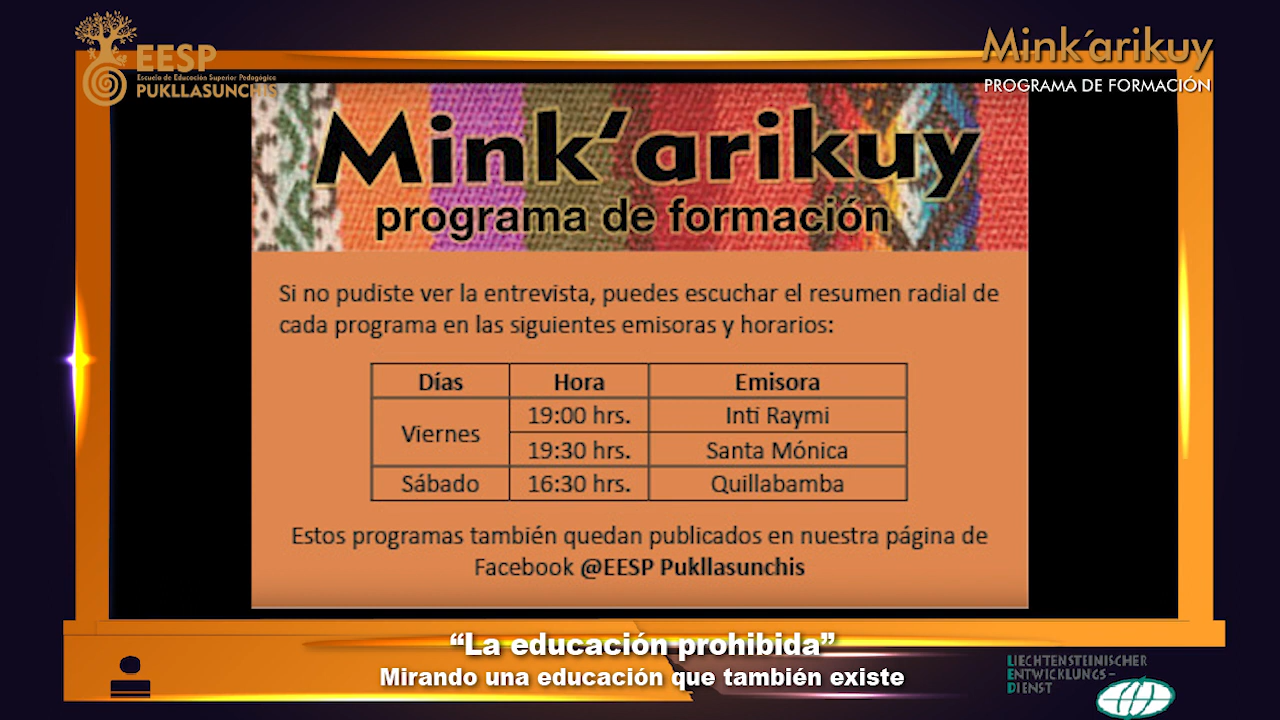 EESP
Escuela de Educación Superior Pedagógica
PUKLLASUNCHIS
Mink´arikuy
PROGRAMA DE FORMACIÓN
Mink’arikuy
programa de formación
Si no pudiste ver la entrevista, puedes escuchar el resumen radial de
cada programa en las siguientes emisoras y horarios:
Días Hora Emisora
Viernes 19:00 hrs. Inti Raymi
19:30 hrs. Santa Mónica
Sábado 16:30 hrs. Quillabamba
Estos programas también quedan publicados en nuestra página de
Facebook @EESP Pukllasunchis
“La educación prohibida”
Mirando una educación que también existe
LIECHTENSTEINISCHER
ENTWICKLUNGS-
DIENST